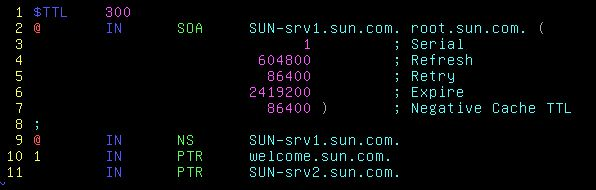 1 $TTL 300
2 @ IN SOA SUN-srv1.sun.com. root.sun.com. (
3 1 ; Serial
4 604800 ; Refresh
5 86400 ; Retry
6 2419200 ; Expire
7 86400 ) ; Negative Cache TTL
8 ;
9 @ IN NS SUN-srv1.sun.com.
10 1 IN PTR welcome.sun.com.
11 IN PTR SUN-srv2.sun.com.
~